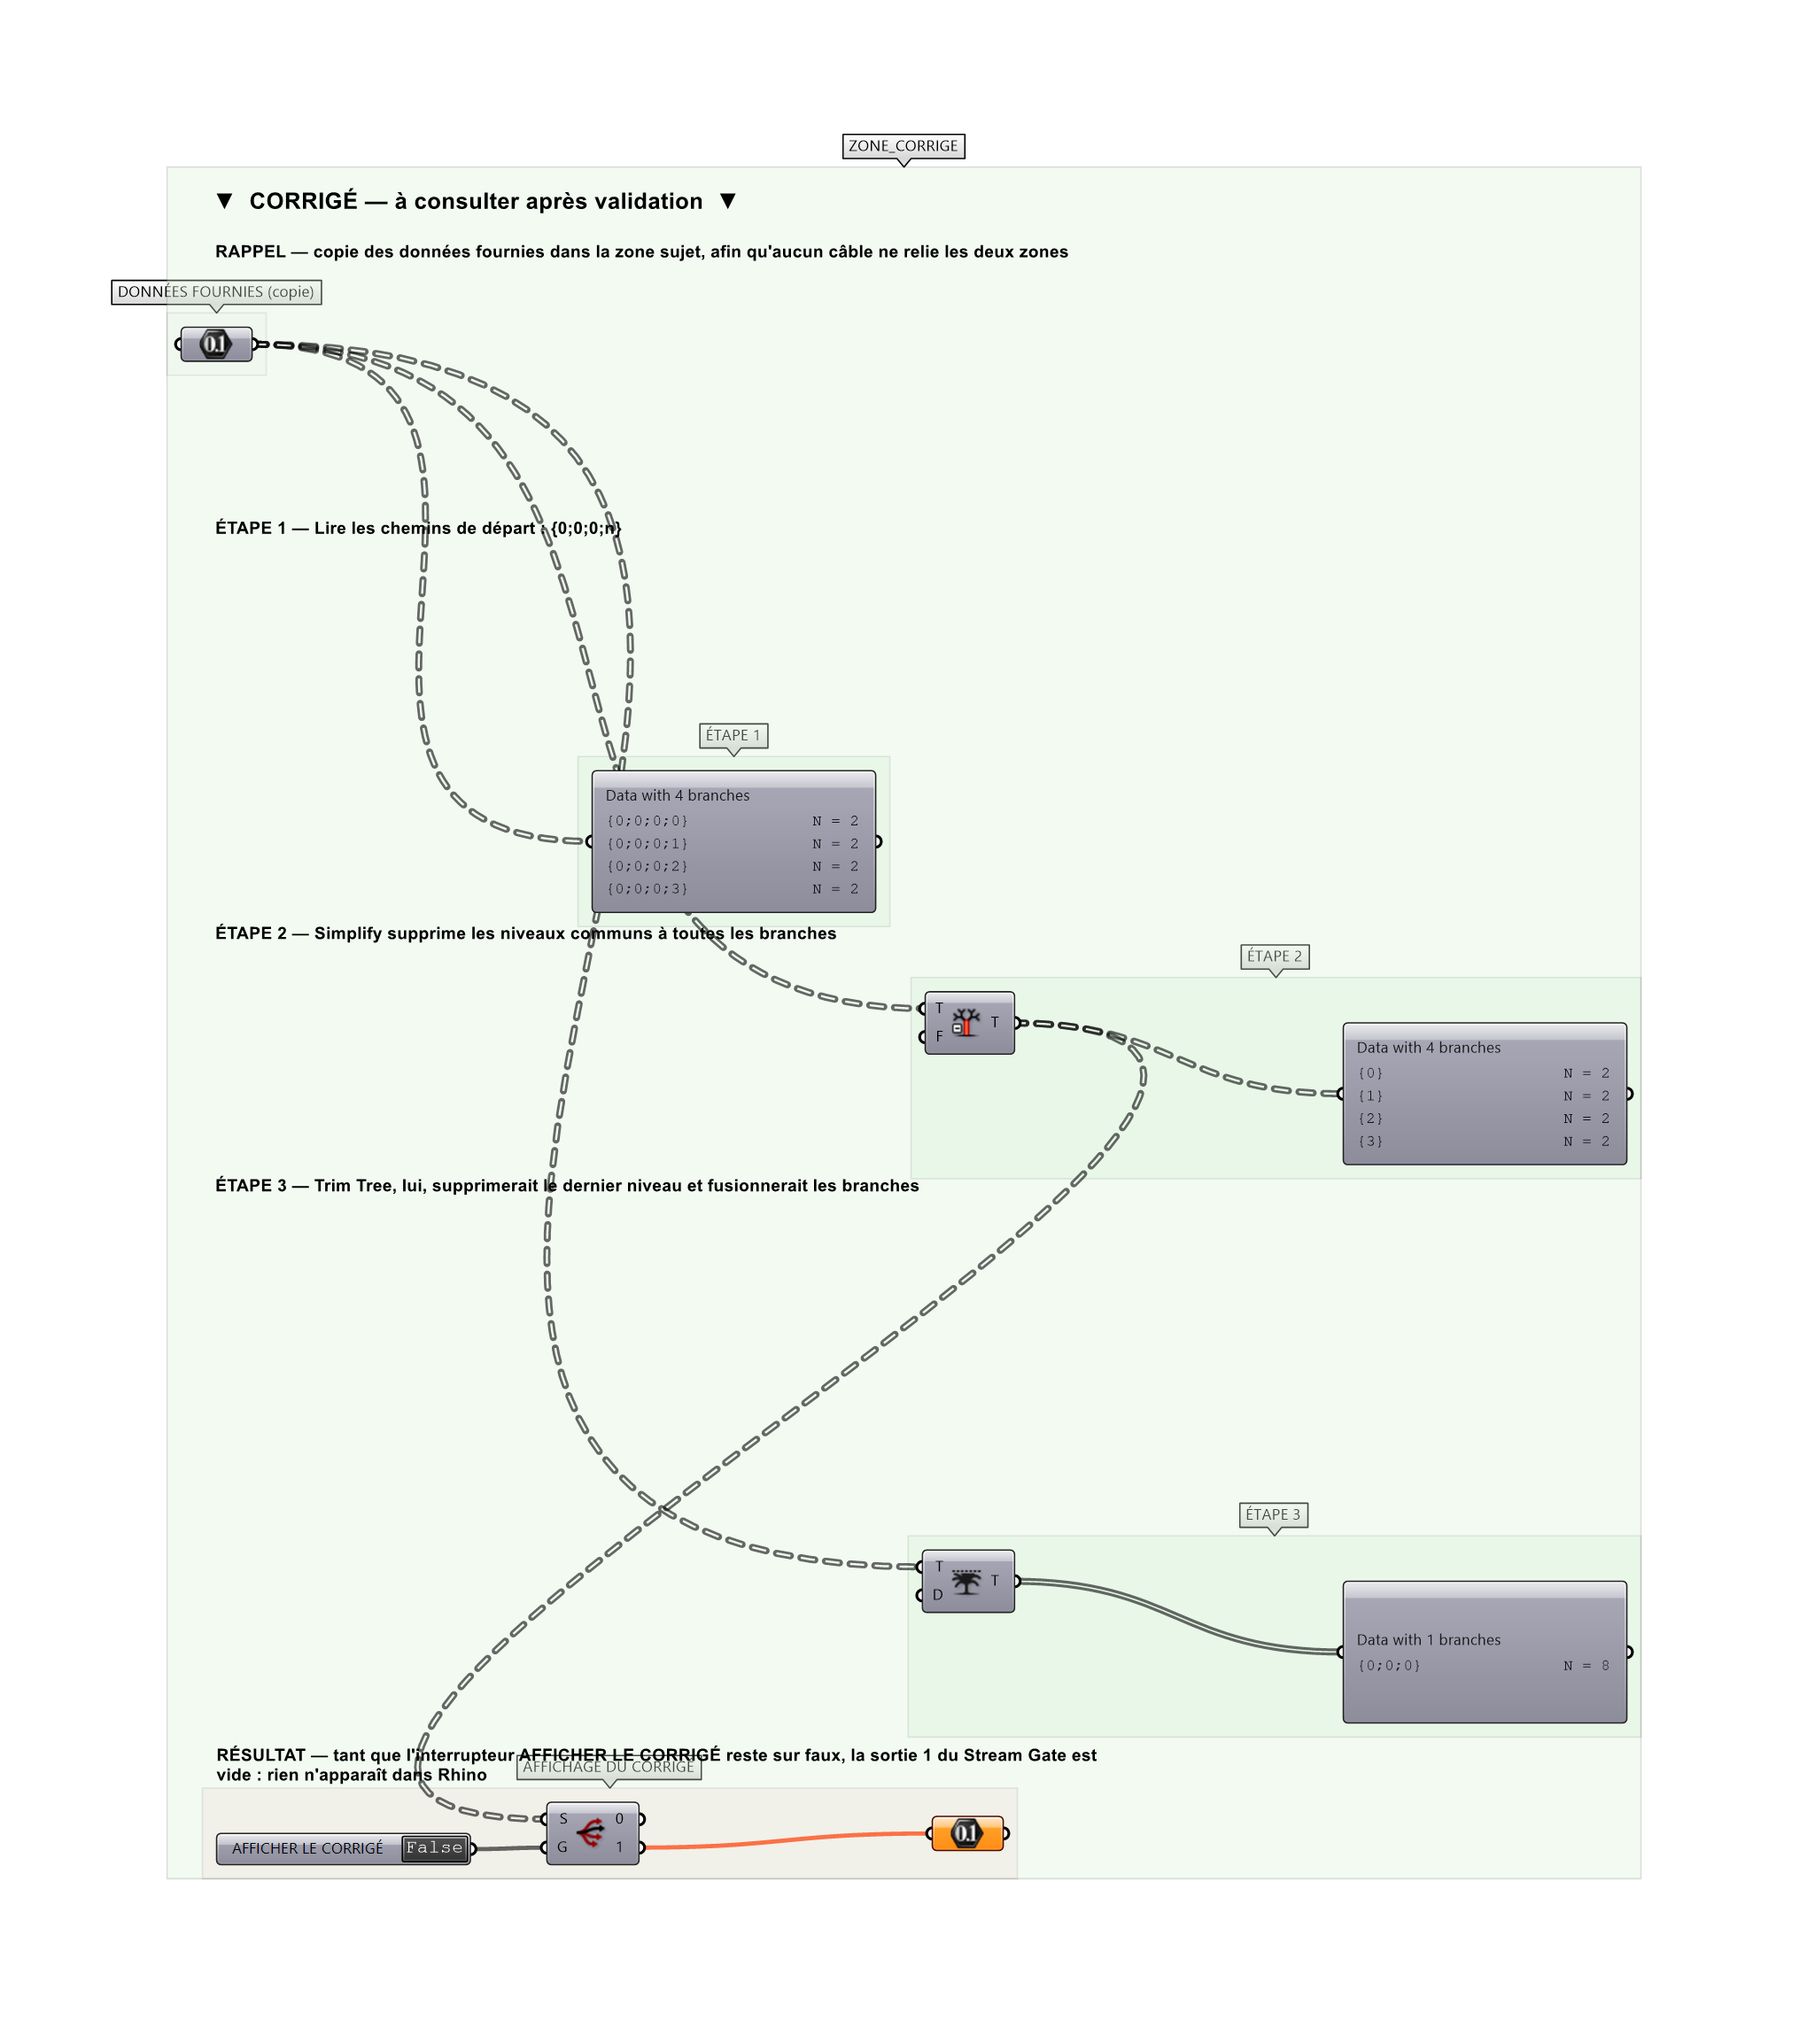 ZONE_CORRIGE
▼ CORRIGÉ — à consulter après validation ▼
RAPPEL — copie des données fournies dans la zone sujet, afin qu'aucun câble ne relie les deux zones
DONNÉES FOURNIES (copie)
0.1
ÉTAPE 1 — Lire les chemins de départ : {0;0;0;n}
ÉTAPE 1
Data with 4 branches
{0;0;0;0} N = 2
{0;0;0;1} N = 2
{0;0;0;2} N = 2
{0;0;0;3} N = 2
ÉTAPE 2 — Simplify supprime les niveaux communs à toutes les branches
ÉTAPE 2
T
F
T
Data with 4 branches
{0} N = 2
{1} N = 2
{2} N = 2
{3} N = 2
ÉTAPE 3 — Trim Tree, lui, supprimerait le dernier niveau et fusionnerait les branches
ÉTAPE 3
T
D
T
Data with 1 branches
{0;0;0} N = 8
RÉSULTAT — tant que l'interrupteur AFFICHER LE CORRIGÉ reste sur faux, la sortie 1 du Stream Gate est
vide : rien n'apparaît dans Rhino
AFFICHAGE DU CORRIGÉ
AFFICHER LE CORRIGÉ False
S 0
G 1
0.1